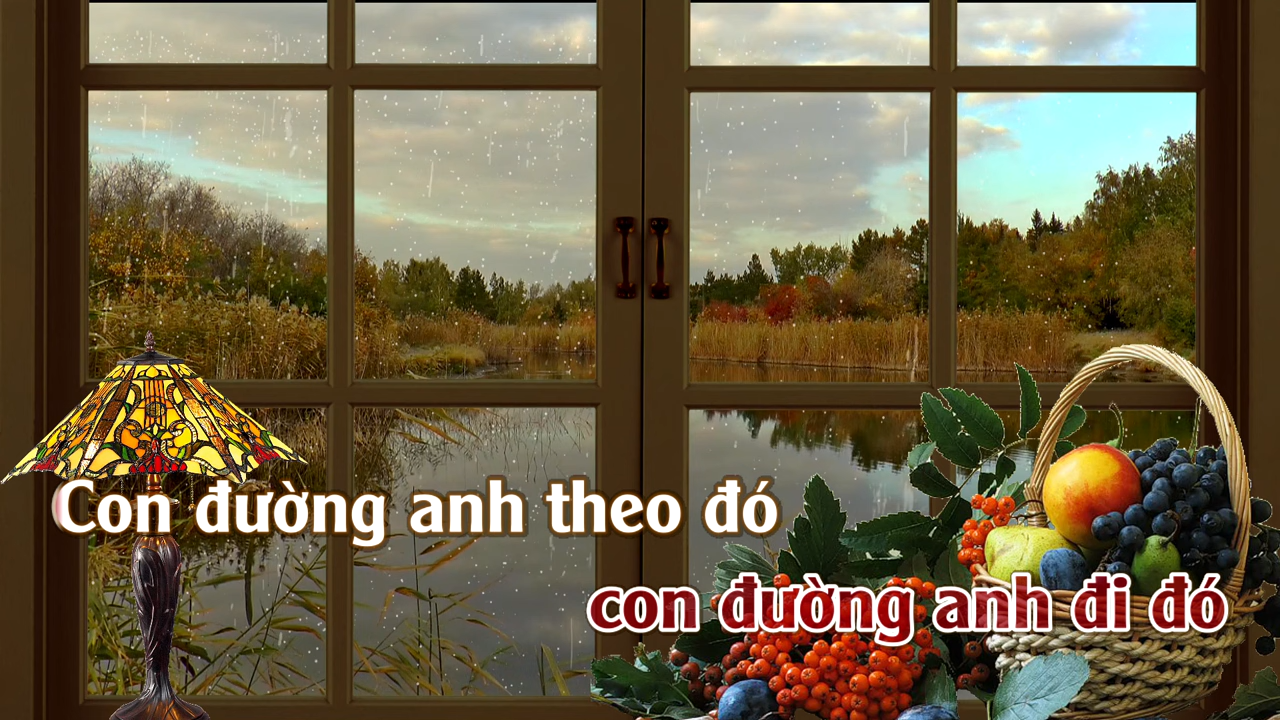 Con đường anh theo đó
con đường anh đi đó